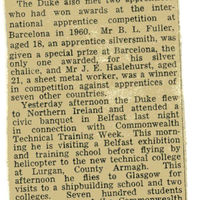 The Duke also met two appren-
who had won awards at the inter-
national apprentice competition at
Barcelona in 1960. Mr B. L. Fuller,
aged 18, an apprentice silversmith, was
given a special prize at Barcelona, the
only one awarded, for his silver
chalice, and Mr J. E. Haslehurst, aged
21, a sheet metal worker, was a winner
in competition against apprentices of
seven other countries.
Yesterday afternoon the Duke flew
to Northern Ireland and attended a
civic banquet in Belfast last night
in connection with Commonwealth
Technical Training Week. This morn-
ing he is visiting a Belfast exhibition
and training school before flying by
helicopter to the new technical college
at Lurgan, County Armagh. This
afternoon he flies to Glasgow for
visits to a shipbuilding school and two
colleges. Seven hundred students
Commonwealth